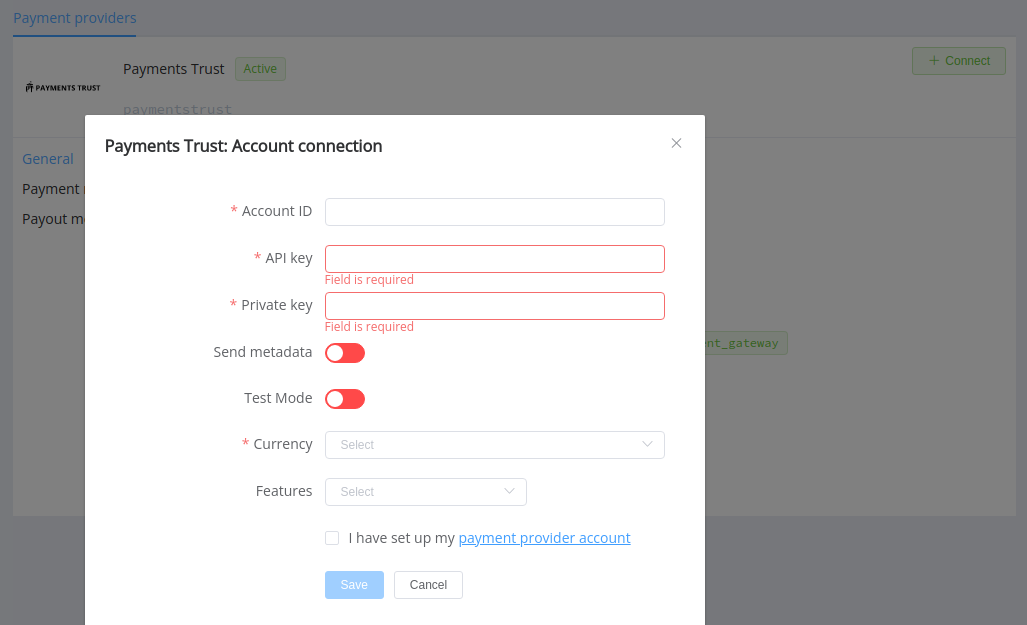 Payment providers
Payments Trust Active
+ Connect
PAYMENTS TRUST
paymentstrust
Payments Trust: Account connection
General
Payment
Payout
* Account ID
* API key
Field is required
* Private key
Field is required
Send metadata
nt_gateway
Test Mode
* Currency Select
Features Select
I have set up my payment provider account
Save Cancel